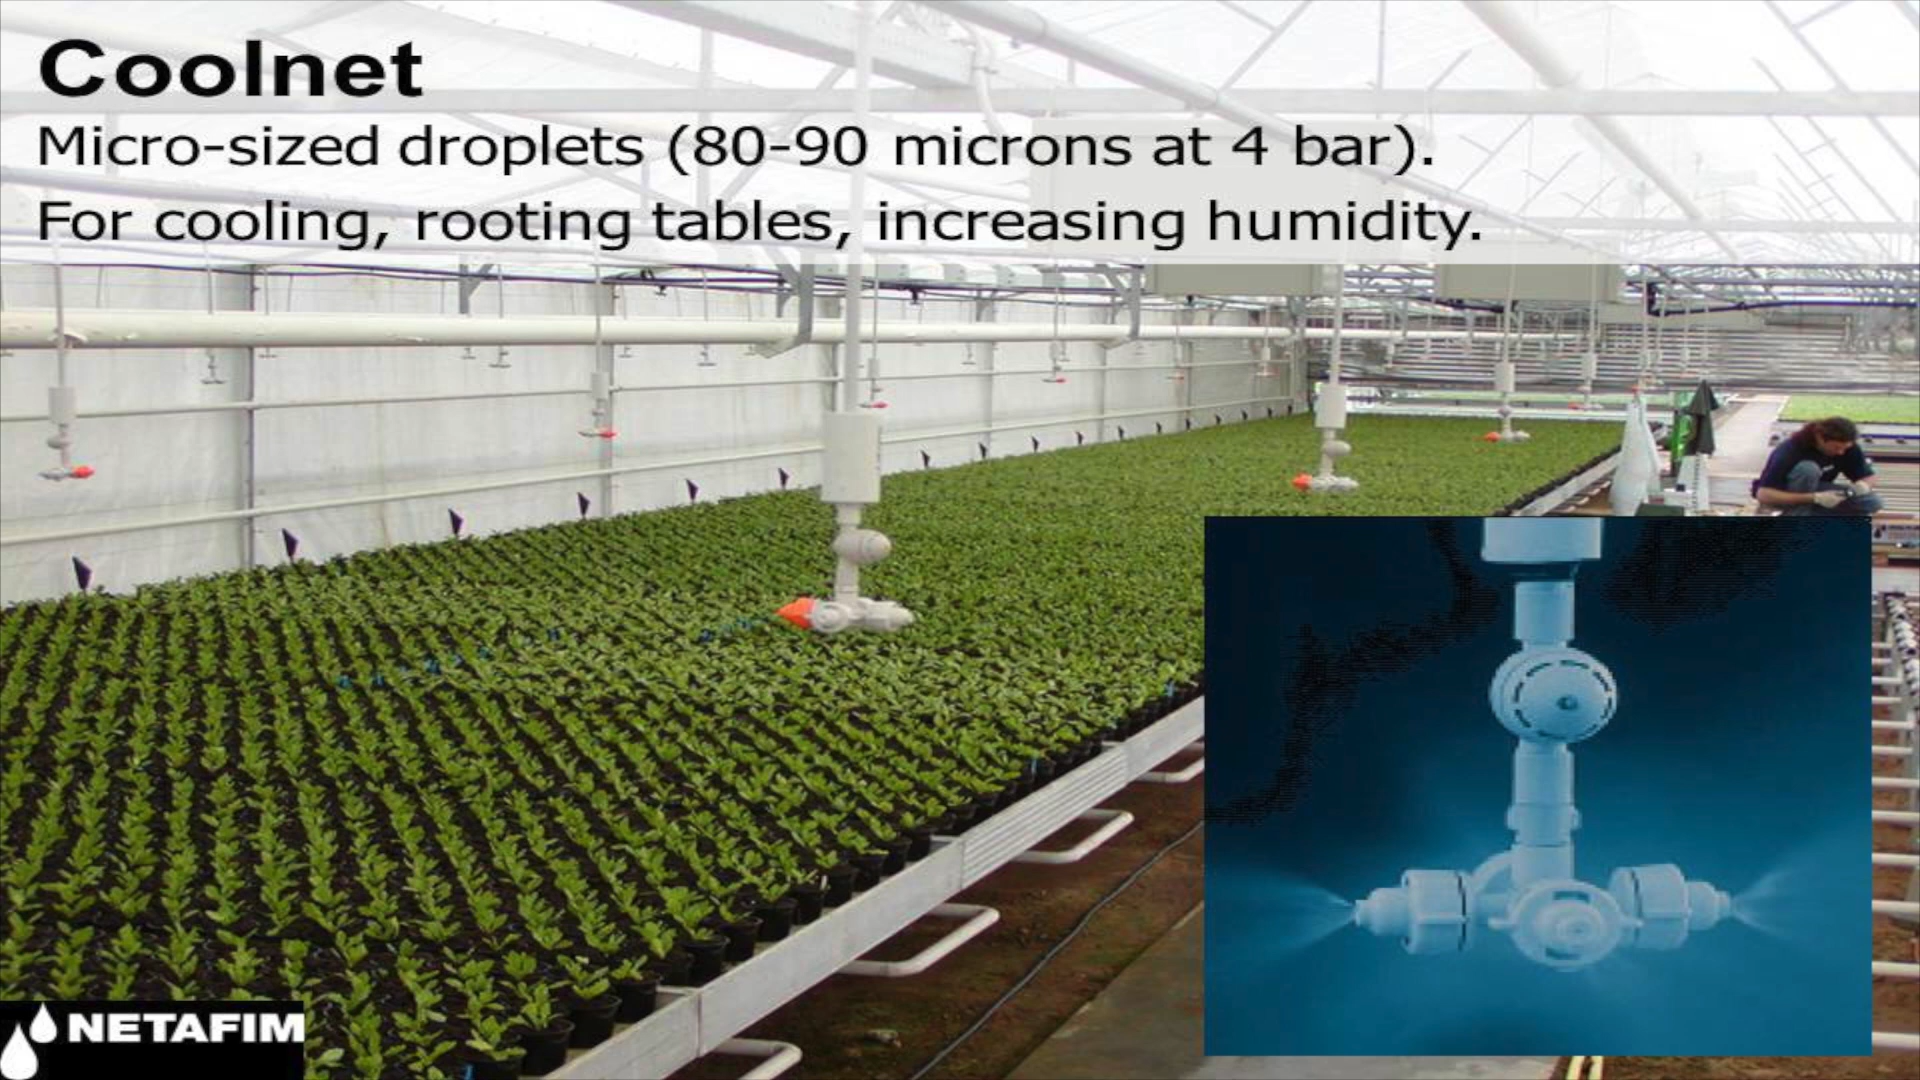 Coolnet
Micro-sized droplets (80-90 microns at 4 bar).
For cooling, rooting tables, increasing humidity.
NETAFIM